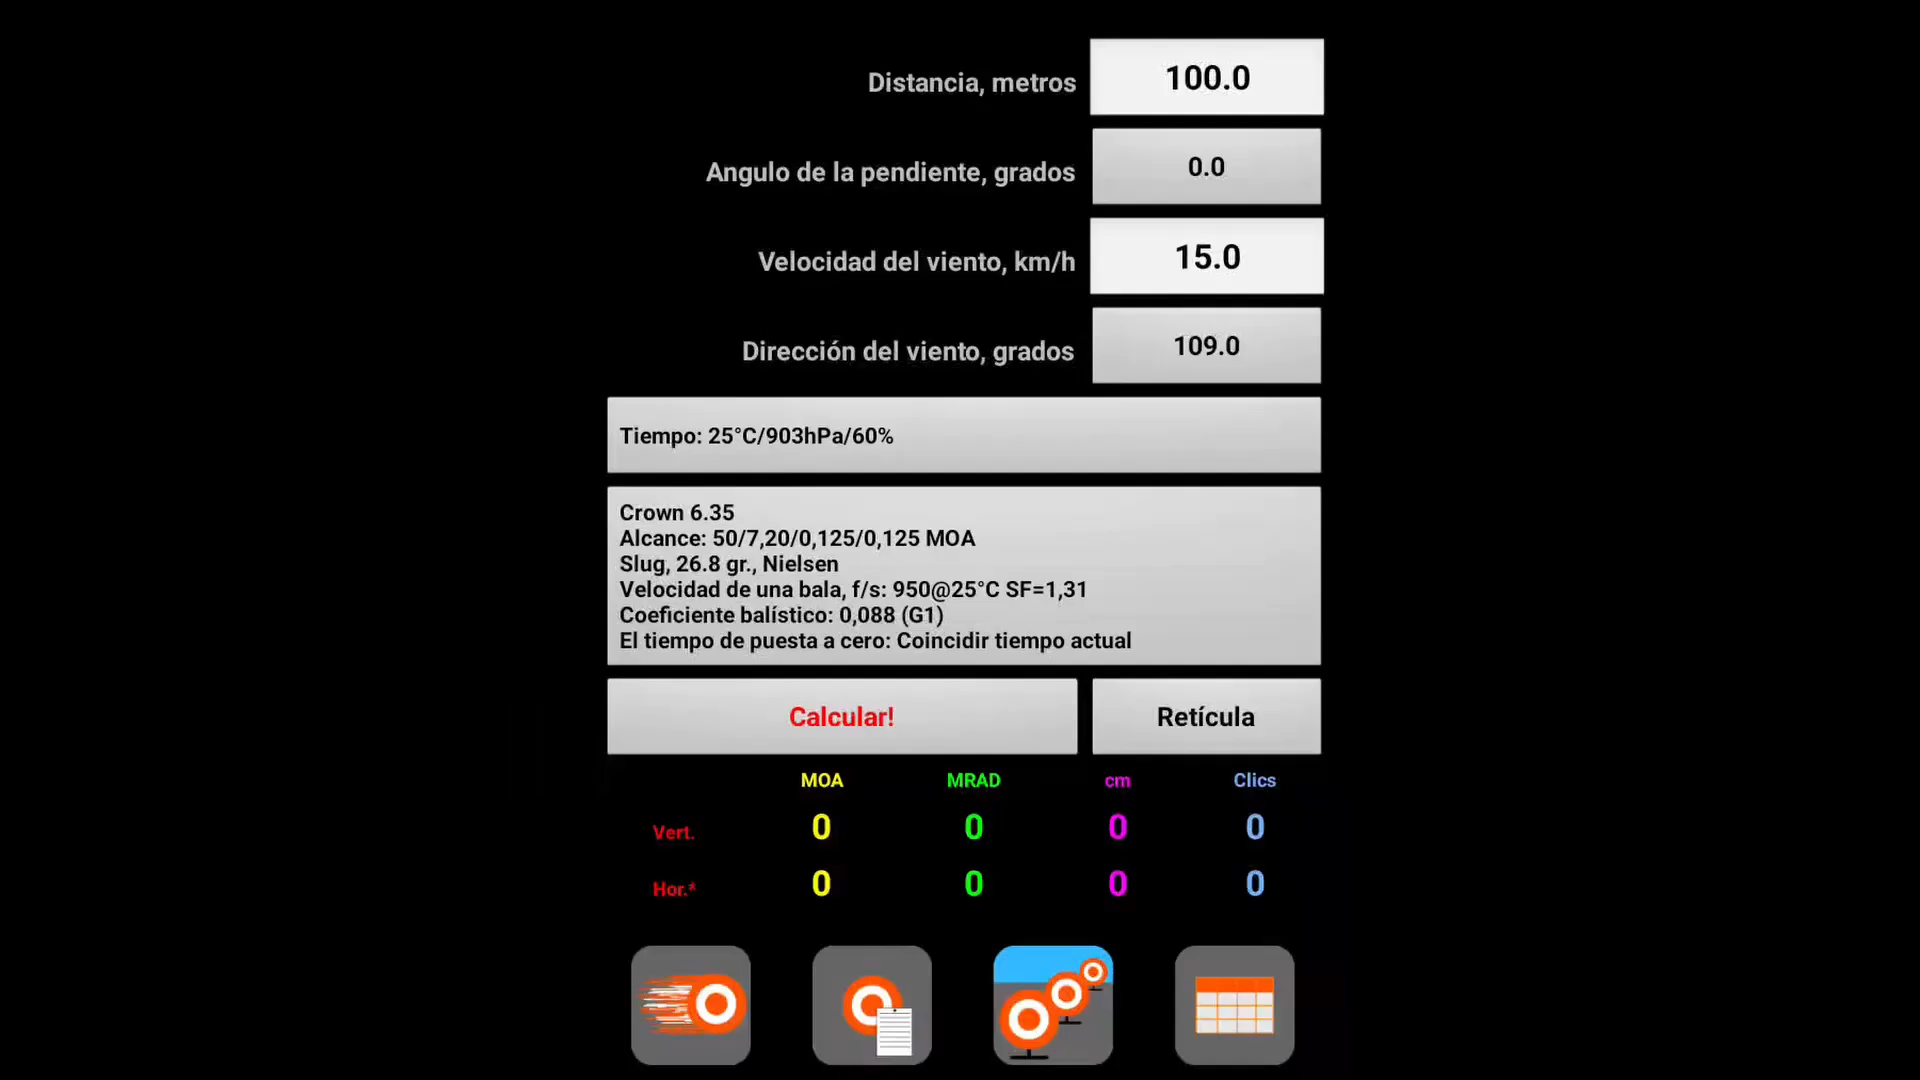 Distancia, metros 100.0
Angulo de la pendiente, grados 0.0
Velocidad del viento, km/h 15.0
Dirección del viento, grados 109.0
Tiempo: 25°C/903hPa/60%
Crown 6.35
Alcance: 50/7,20/0,125/0,125 MOA
Slug, 26.8 gr., Nielsen
Velocidad de una bala, f/s: 950@25°C SF=1,31
Coeficiente balístico: 0,088 (G1)
El tiempo de puesta a cero: Coincidir tiempo actual
Calcular! Retícula
MOA MRAD cm Clics
Vert. 0 0 0 0
Hor.* 0 0 0 0